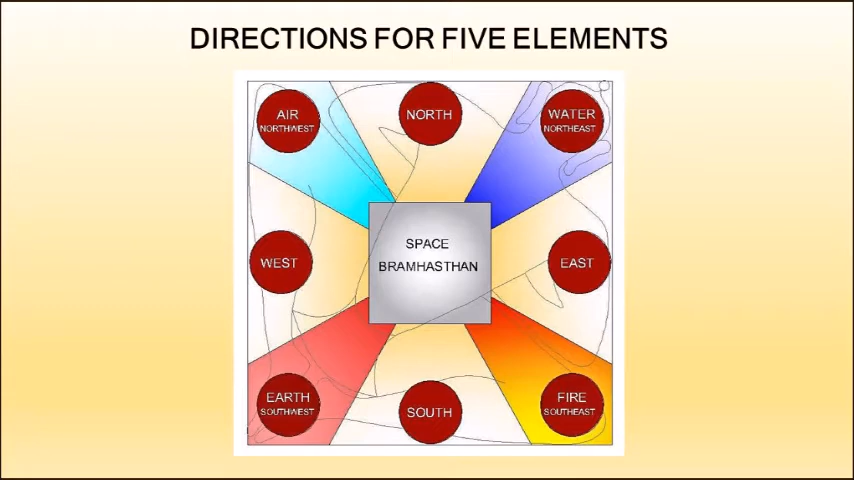 DIRECTIONS FOR FIVE ELEMENTS
AIR
NORTHWEST
NORTH
WATER
NORTHEAST
WEST
SPACE
BRAMHASTHAN
EAST
EARTH
SOUTHWEST
SOUTH
FIRE
SOUTHEAST